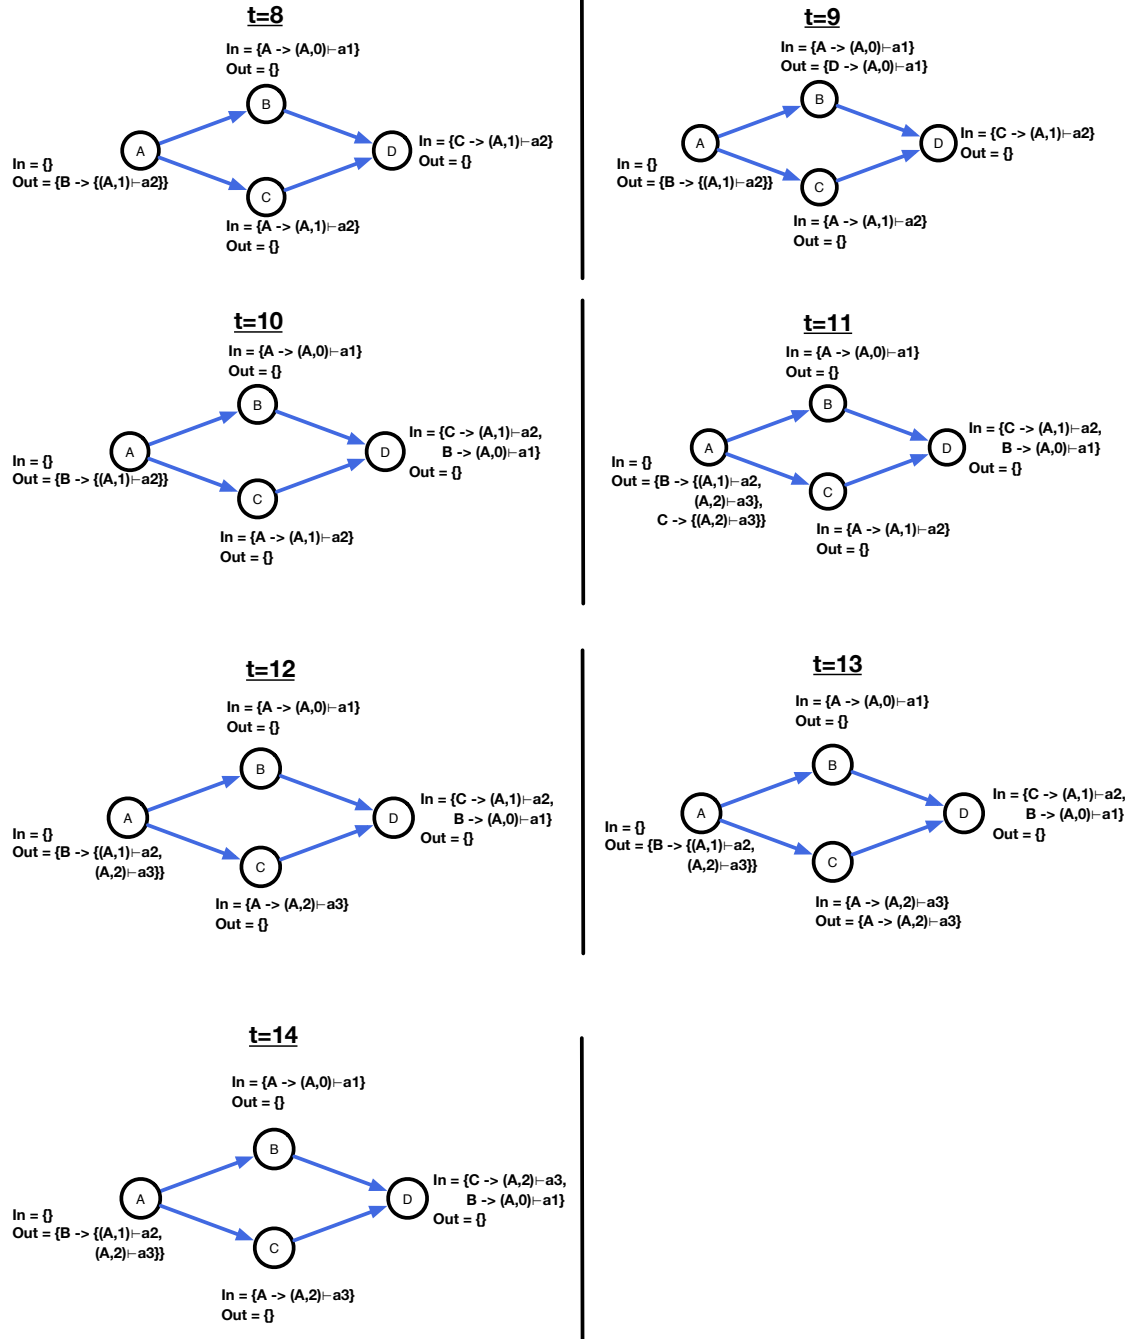 t=8
In = {A -> (A,0)⊢a1}
Out = {}
B
A
D
In = {C -> (A,1)⊢a2}
Out = {}
In = {}
Out = {B -> {(A,1)⊢a2}}
C
In = {A -> (A,1)⊢a2}
Out = {}
t=9
In = {A -> (A,0)⊢a1}
Out = {D -> (A,0)⊢a1}
B
A
D
In = {C -> (A,1)⊢a2}
Out = {}
In = {}
Out = {B -> {(A,1)⊢a2}}
C
In = {A -> (A,1)⊢a2}
Out = {}
t=10
In = {A -> (A,0)⊢a1}
Out = {}
B
A
D
In = {C -> (A,1)⊢a2,
B -> (A,0)⊢a1}
Out = {}
In = {}
Out = {B -> {(A,1)⊢a2}}
C
In = {A -> (A,1)⊢a2}
Out = {}
t=11
In = {A -> (A,0)⊢a1}
Out = {}
B
A
D
In = {C -> (A,1)⊢a2,
B -> (A,0)⊢a1}
Out = {}
In = {}
Out = {B -> {(A,1)⊢a2,
(A,2)⊢a3},
C -> {(A,2)⊢a3}}
C
In = {A -> (A,1)⊢a2}
Out = {}
t=12
In = {A -> (A,0)⊢a1}
Out = {}
B
A
D
In = {C -> (A,1)⊢a2,
B -> (A,0)⊢a1}
Out = {}
In = {}
Out = {B -> {(A,1)⊢a2,
(A,2)⊢a3}}
C
In = {A -> (A,2)⊢a3}
Out = {}
t=13
In = {A -> (A,0)⊢a1}
Out = {}
B
A
D
In = {C -> (A,1)⊢a2,
B -> (A,0)⊢a1}
Out = {}
In = {}
Out = {B -> {(A,1)⊢a2,
(A,2)⊢a3}}
C
In = {A -> (A,2)⊢a3}
Out = {A -> (A,2)⊢a3}
t=14
In = {A -> (A,0)⊢a1}
Out = {}
B
A
D
In = {C -> (A,2)⊢a3,
B -> (A,0)⊢a1}
Out = {}
In = {}
Out = {B -> {(A,1)⊢a2,
(A,2)⊢a3}}
C
In = {A -> (A,2)⊢a3}
Out = {}